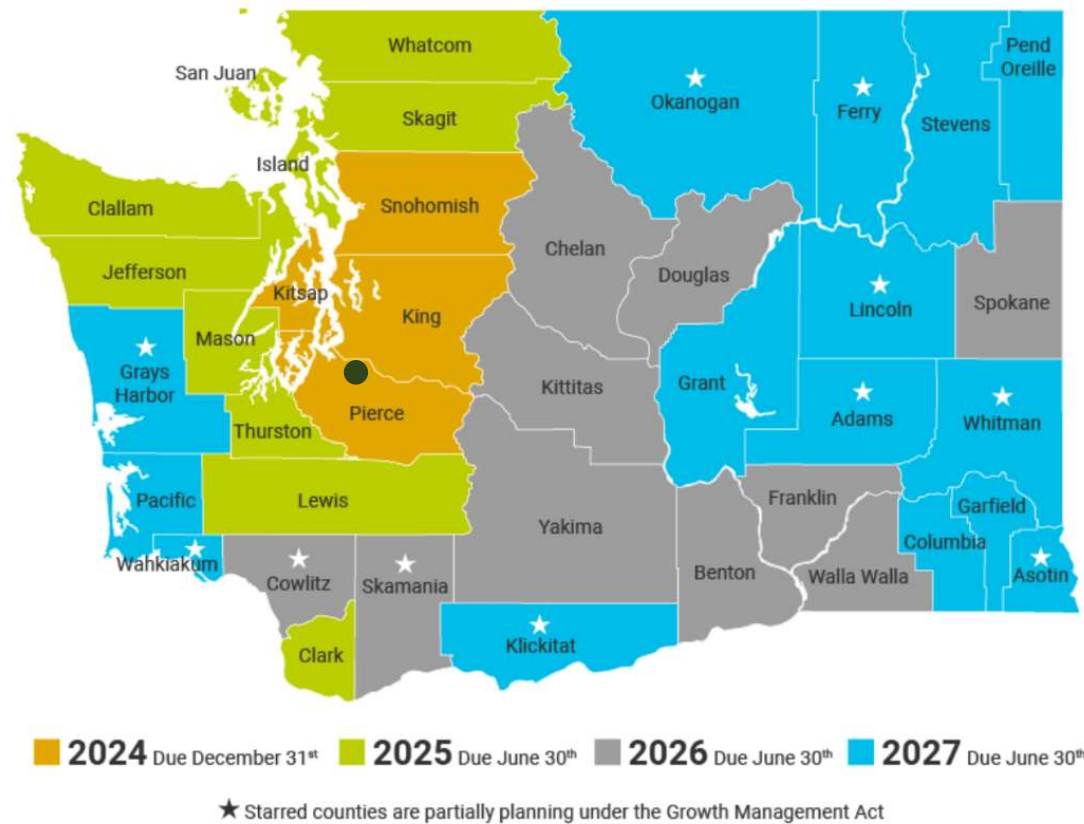 Whatcom
San Juan
Skagit
Island
Clallam
Snohomish
Jefferson
Kitsap
King
Mason
Grays
Harbor
Pierce
Thurston
Pacific
Lewis
Wahkiakum
Cowlitz
Skamania
Clark
Okanogan
Ferry
Stevens
Pend
Oreille
Chelan
Douglas
Lincoln
Spokane
Kittitas
Grant
Adams
Whitman
Yakima
Franklin
Garfield
Columbia
Benton
Walla Walla
Asotin
Klickitat
2024 Due December 31st
2025 Due June 30th
2026 Due June 30th
2027 Due June 30th
★ Starred counties are partially planning under the Growth Management Act